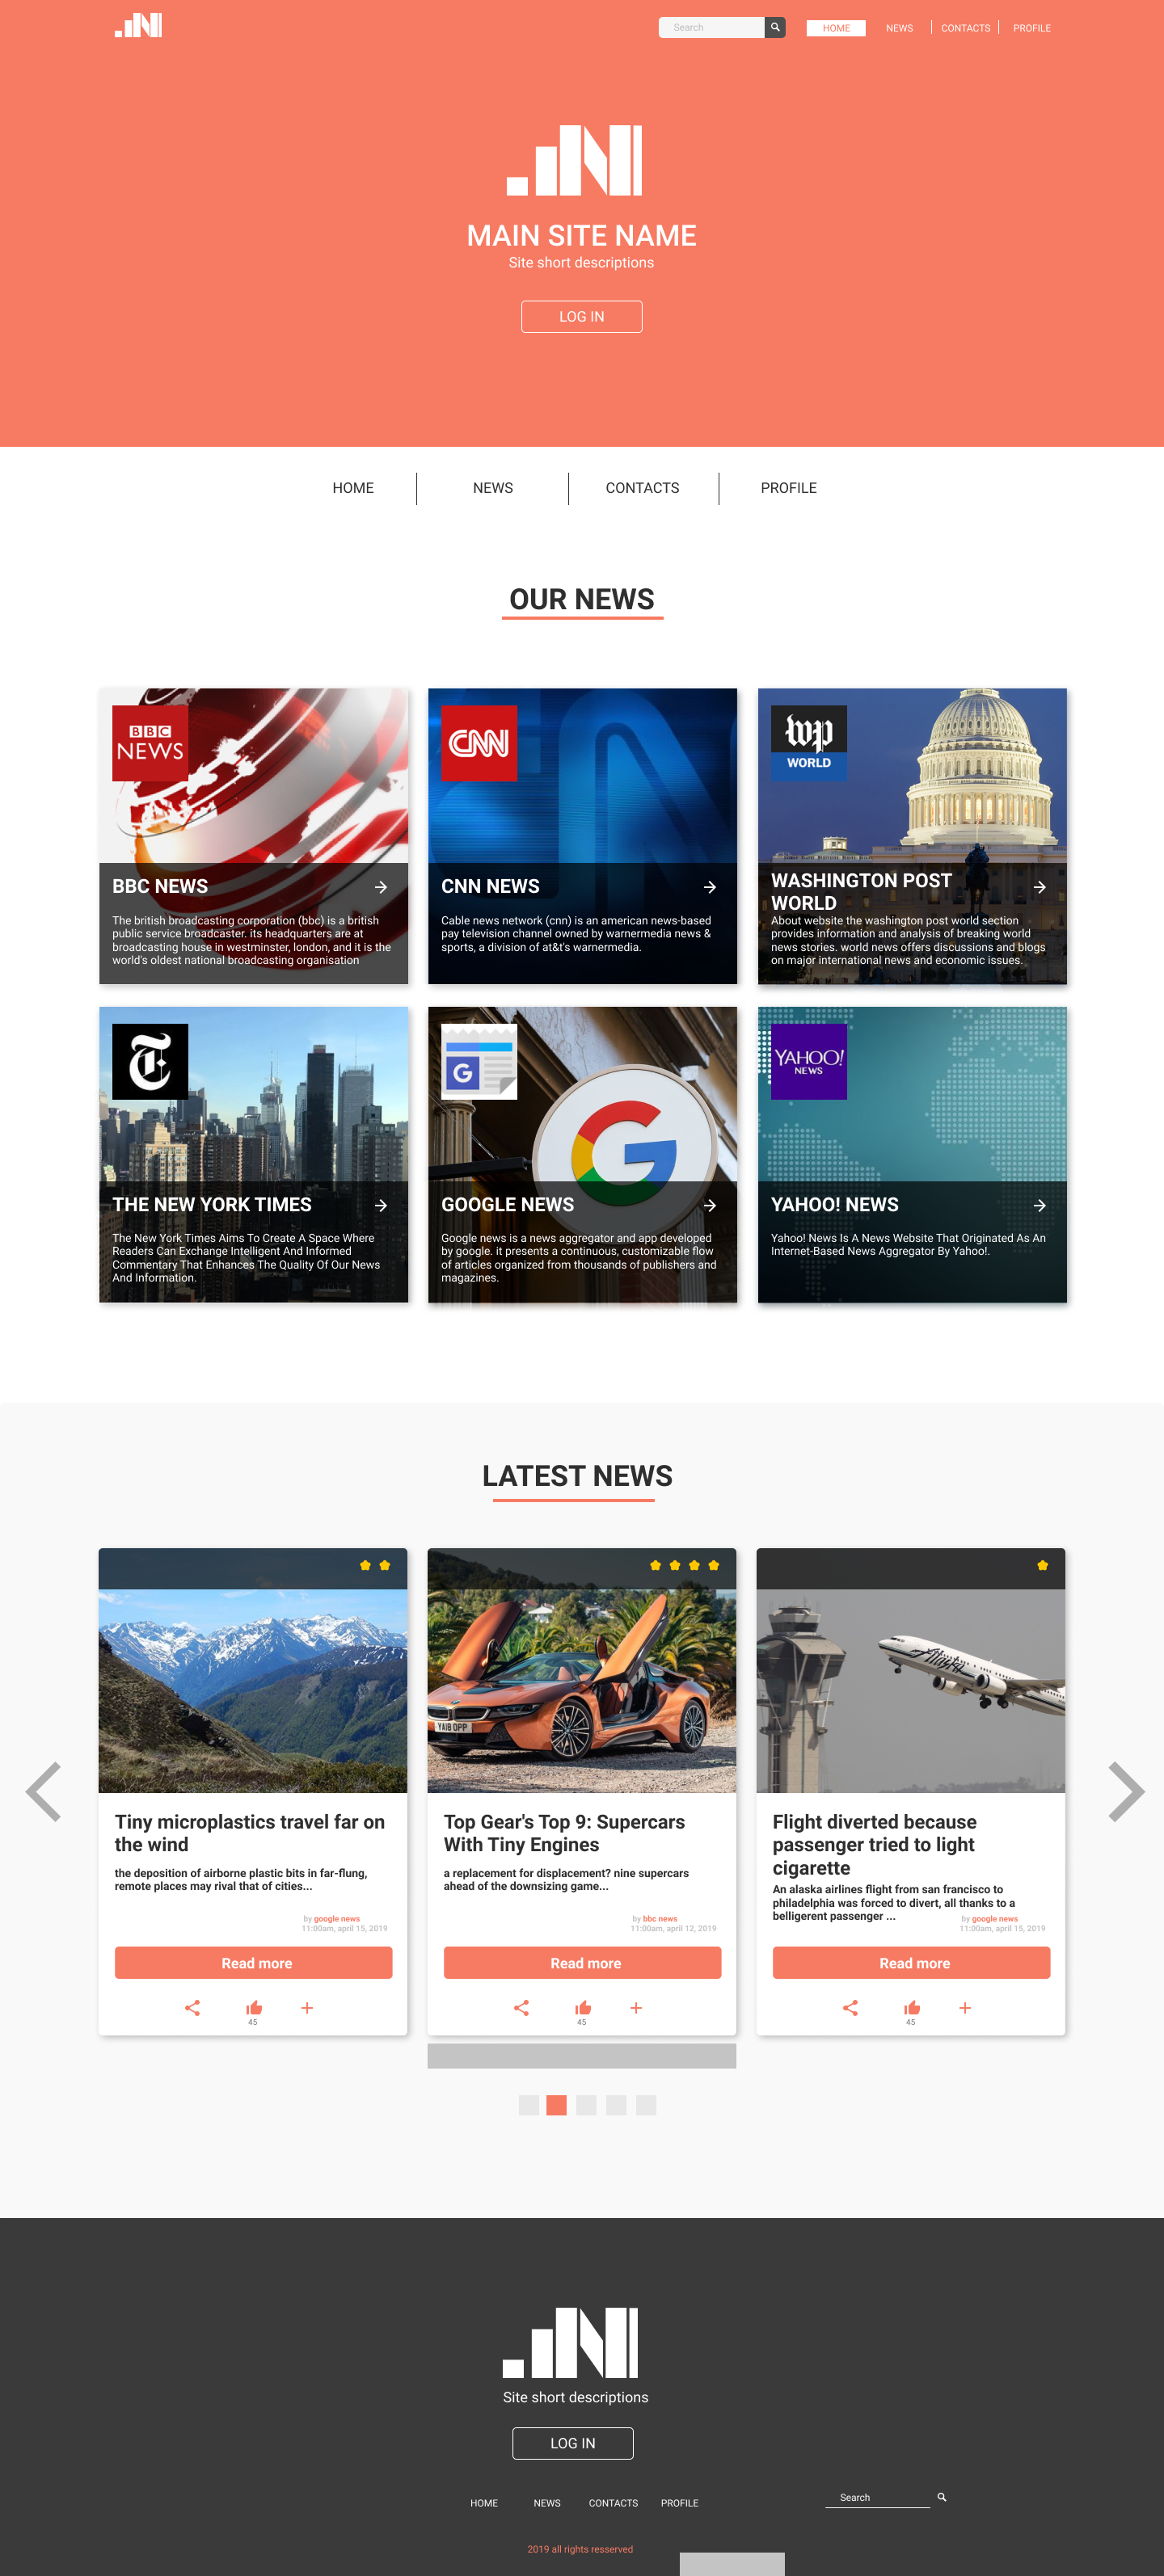 Search
HOME
NEWS
CONTACTS
PROFILE
MAIN SITE NAME
Site short descriptions
LOG IN
HOME
NEWS
CONTACTS
PROFILE
OUR NEWS
BBC
NEWS
BBC NEWS
The british broadcasting corporation (bbc) is a british
public service broadcaster. its headquarters are at
broadcasting house in westminster, london, and it is the
world's oldest national broadcasting organisation
CNN
CNN NEWS
Cable news network (cnn) is an american news-based
pay television channel owned by warnermedia news &
sports, a division of at&t's warnermedia.
wp
WORLD
WASHINGTON POST
WORLD
About website the washington post world section
provides information and analysis of breaking world
news stories. world news offers discussions and blogs
on major international news and economic issues.
T
THE NEW YORK TIMES
The New York Times Aims To Create A Space Where
Readers Can Exchange Intelligent And Informed
Commentary That Enhances The Quality Of Our News
And Information.
G
G
GOOGLE NEWS
Google news is a news aggregator and app developed
by google. it presents a continuous, customizable flow
of articles organized from thousands of publishers and
magazines.
YAHOO!
NEWS
YAHOO! NEWS
Yahoo! News Is A News Website That Originated As An
Internet-Based News Aggregator By Yahoo!.
LATEST NEWS
Tiny microplastics travel far on
the wind
the deposition of airborne plastic bits in far-flung,
remote places may rival that of cities...
by google news
11:00am, april 15, 2019
Read more
45
YA18 OPP
Top Gear's Top 9: Supercars
With Tiny Engines
a replacement for displacement? nine supercars
ahead of the downsizing game...
by bbc news
11:00am, april 12, 2019
Read more
45
Alaska
Flight diverted because
passenger tried to light
cigarette
An alaska airlines flight from san francisco to
philadelphia was forced to divert, all thanks to a
belligerent passenger ...
by google news
11:00am, april 15, 2019
Read more
45
Site short descriptions
LOG IN
HOME
NEWS
CONTACTS
PROFILE
Search
2019 all rights resserved